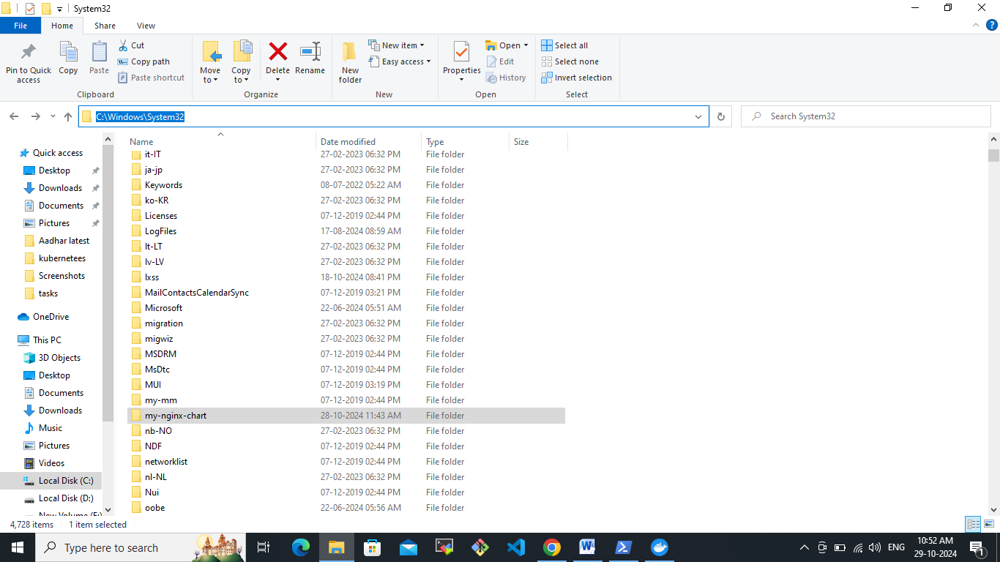 System32
File Home Share View
Pin to Quick access
Copy
Paste
Cut
Copy path
Paste shortcut
Clipboard
Move to
Copy to
Delete
Rename
Organize
New folder
New item
Easy access
New
Properties
Open
Edit
History
Open
Select all
Select none
Invert selection
Select
C:\Windows\System32
Search System32
Quick access
Desktop
Downloads
Documents
Pictures
Aadhar latest
kubernetees
Screenshots
tasks
OneDrive
This PC
3D Objects
Desktop
Documents
Downloads
Music
Pictures
Videos
Local Disk (C:)
Local Disk (D:)
New Volume (E:)
Name Date modified Type Size
it-IT 27-02-2023 06:32 PM File folder
ja-jp 27-02-2023 06:32 PM File folder
Keywords 08-07-2022 05:22 AM File folder
ko-KR 27-02-2023 06:32 PM File folder
Licenses 07-12-2019 02:44 PM File folder
LogFiles 17-08-2024 08:59 AM File folder
lt-LT 27-02-2023 06:32 PM File folder
lv-LV 27-02-2023 06:32 PM File folder
lxss 18-10-2024 08:41 PM File folder
MailContactsCalendarSync 07-12-2019 03:21 PM File folder
Microsoft 22-06-2024 05:51 AM File folder
migration 27-02-2023 06:32 PM File folder
migwiz 27-02-2023 06:32 PM File folder
MSDRM 07-12-2019 02:44 PM File folder
MsDtc 07-12-2019 02:44 PM File folder
MUI 07-12-2019 03:19 PM File folder
my-mm 07-12-2019 02:44 PM File folder
my-nginx-chart 28-10-2024 11:43 AM File folder
nb-NO 27-02-2023 06:32 PM File folder
NDF 07-12-2019 02:44 PM File folder
networklist 07-12-2019 02:44 PM File folder
nl-NL 27-02-2023 06:32 PM File folder
Nui 07-12-2019 02:44 PM File folder
oobe 22-06-2024 05:56 AM File folder
4,728 items 1 item selected
Type here to search
ENG
10:52 AM
29-10-2024
1